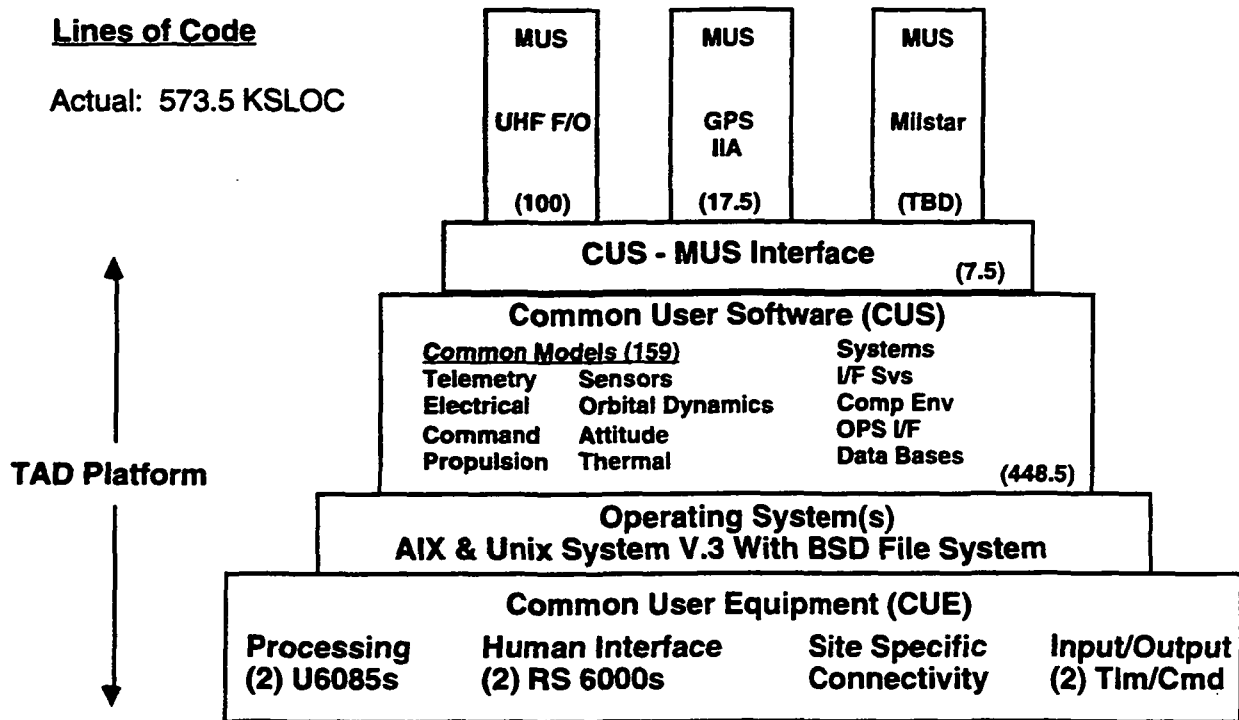 Lines of Code
Actual: 573.5 KSLOC
MUS
UHF F/O
(100)
MUS
GPS
IIA
(17.5)
MUS
Milstar
(TBD)
CUS - MUS Interface
(7.5)
Common User Software (CUS)
Common Models (159)
Telemetry Sensors
Electrical Orbital Dynamics
Command Attitude
Propulsion Thermal
Systems
I/F Svs
Comp Env
OPS I/F
Data Bases
(448.5)
TAD Platform
Operating System(s)
AIX & Unix System V.3 With BSD File System
Common User Equipment (CUE)
Processing
(2) U6085s
Human Interface
(2) RS 6000s
Site Specific
Connectivity
Input/Output
(2) Tlm/Cmd